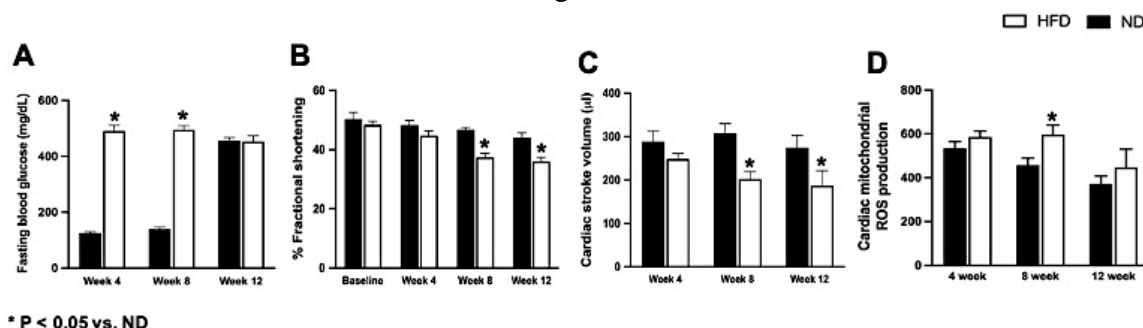 HFD ND
A
Fasting blood glucose (mg/dL)
600
400
200
0
Week 4 Week 8 Week 12
* *
B
% Fractional shortening
60
40
20
0
Baseline Week 4 Week 8 Week 12
* *
C
Cardiac stroke volume (µl)
400
300
200
100
0
Week 4 Week 8 Week 12
* *
D
Cardiac mitochondrial
ROS production
800
600
400
200
0
4 week 8 week 12 week
*
* P < 0.05 vs. ND